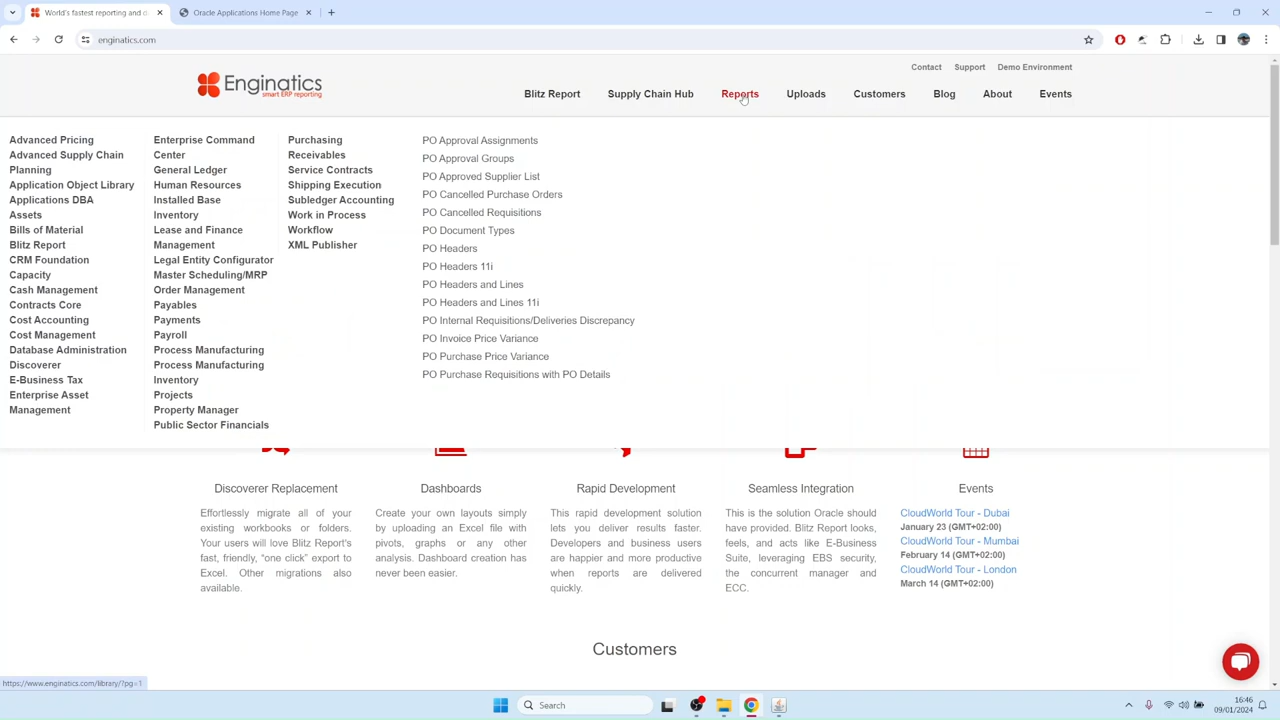 World's fastest reporting and d
Oracle Applications Home Page
enginatics.com
Contact Support Demo Environment
Enginatics
smart ERP reporting
Blitz Report Supply Chain Hub Reports Uploads Customers Blog About Events
Advanced Pricing
Advanced Supply Chain
Planning
Application Object Library
Applications DBA
Assets
Bills of Material
Blitz Report
CRM Foundation
Capacity
Cash Management
Contracts Core
Cost Accounting
Cost Management
Database Administration
Discoverer
E-Business Tax
Enterprise Asset
Management
Enterprise Command
Center
General Ledger
Human Resources
Installed Base
Inventory
Lease and Finance
Management
Legal Entity Configurator
Master Scheduling/MRP
Order Management
Payables
Payments
Payroll
Process Manufacturing
Process Manufacturing
Inventory
Projects
Property Manager
Public Sector Financials
Purchasing
Receivables
Service Contracts
Shipping Execution
Subledger Accounting
Work in Process
Workflow
XML Publisher
PO Approval Assignments
PO Approval Groups
PO Approved Supplier List
PO Cancelled Purchase Orders
PO Cancelled Requisitions
PO Document Types
PO Headers
PO Headers 11i
PO Headers and Lines
PO Headers and Lines 11i
PO Internal Requisitions/Deliveries Discrepancy
PO Invoice Price Variance
PO Purchase Price Variance
PO Purchase Requisitions with PO Details
Discoverer Replacement
Effortlessly migrate all of your
existing workbooks or folders.
Your users will love Blitz Report's
fast, friendly, "one click" export to
Excel. Other migrations also
available.
Dashboards
Create your own layouts simply
by uploading an Excel file with
pivots, graphs or any other
analysis. Dashboard creation has
never been easier.
Rapid Development
This rapid development solution
lets you deliver results faster.
Developers and business users
are happier and more productive
when reports are delivered
quickly.
Seamless Integration
This is the solution Oracle should
have provided. Blitz Report looks,
feels, and acts like E-Business
Suite, leveraging EBS security,
the concurrent manager and
ECC.
Events
CloudWorld Tour - Dubai
January 23 (GMT+02:00)
CloudWorld Tour - Mumbai
February 14 (GMT+02:00)
CloudWorld Tour - London
March 14 (GMT+02:00)
Customers
https://www.enginatics.com/library/?pg=1
Search
16:46
09/01/2024